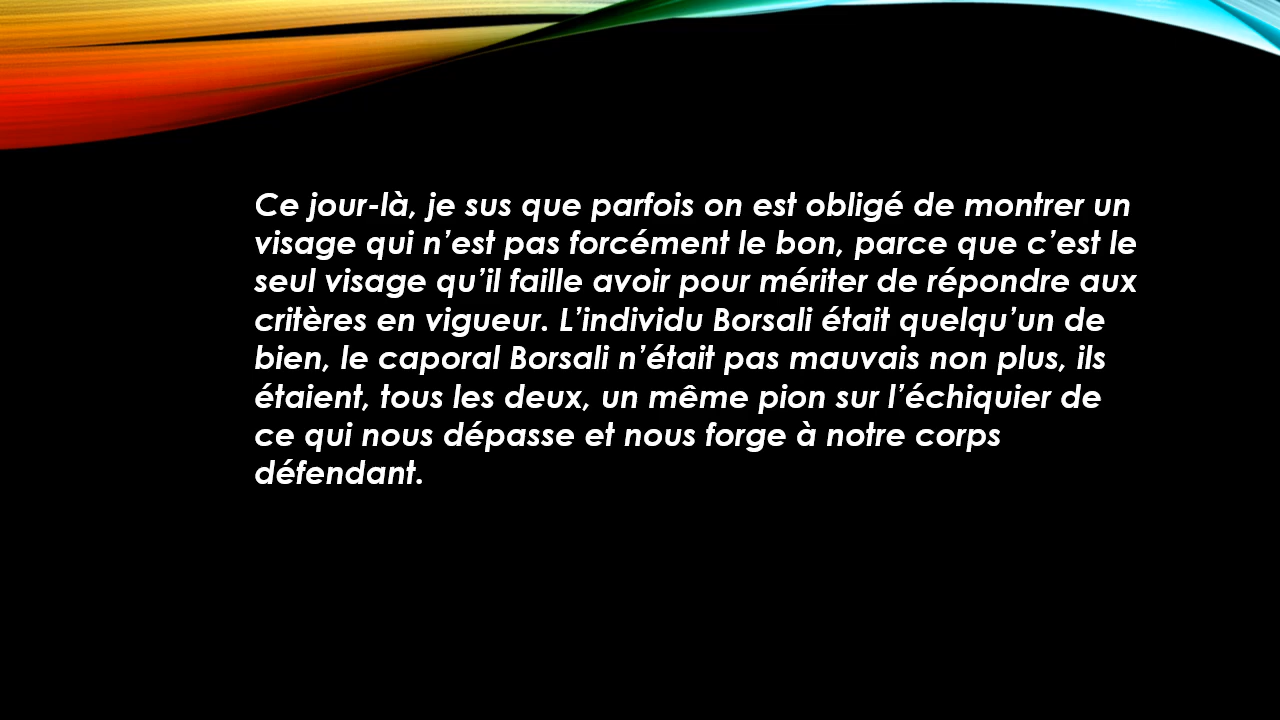 Ce jour-là, je sus que parfois on est obligé de montrer un
visage qui n’est pas forcément le bon, parce que c’est le
seul visage qu’il faille avoir pour mériter de répondre aux
critères en vigueur. L’individu Borsali était quelqu’un de
bien, le caporal Borsali n’était pas mauvais non plus, ils
étaient, tous les deux, un même pion sur l’échiquier de
ce qui nous dépasse et nous forge à notre corps
défendant.